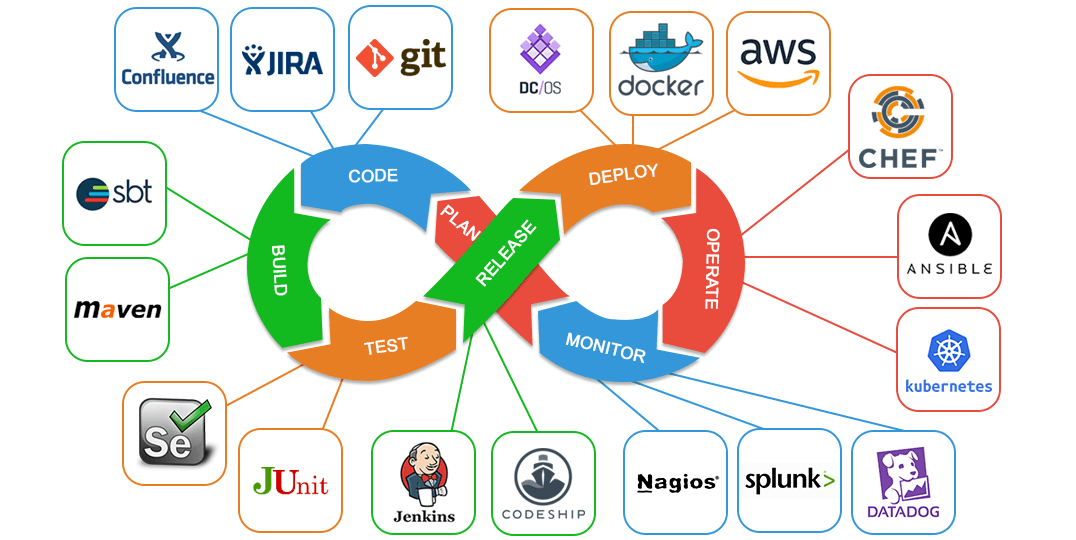 Confluence
JIRA
git
DC/OS
docker
aws
CHEF™
sbt
maven
CODE
PLAN
RELEASE
DEPLOY
BUILD
OPERATE
TEST
MONITOR
ANSIBLE
kubernetes
Se
JUnit
Jenkins
CODESHIP
Nagios®
splunk>
DATADOG